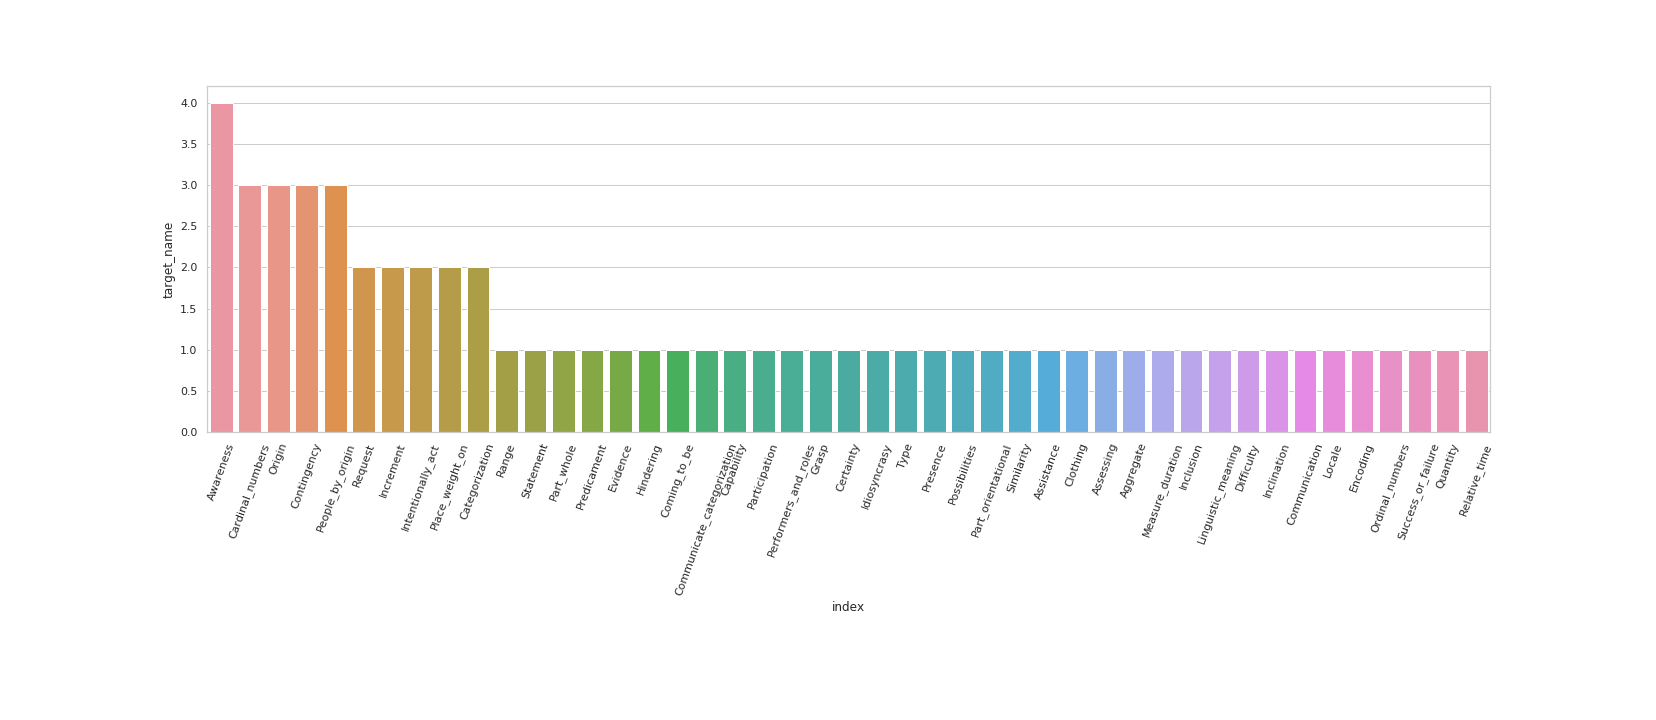 4.0
3.5
3.0
2.5
2.0
1.5
1.0
0.5
0.0
target_name
Awareness
Cardinal_numbers
Origin
Contingency
People_by_origin
Request
Increment
Intentionally_act
Place_weight_on
Categorization
Range
Statement
Part_whole
Predicament
Evidence
Hindering
Coming_to_be
Communicate_categorization
Capability
Participation
Performers_and_roles
Grasp
Certainty
Idiosyncrasy
Type
Presence
Possibilities
Part_orientational
Similarity
Assistance
Clothing
Assessing
Aggregate
Measure_duration
Inclusion
Linguistic_meaning
Difficulty
Inclination
Communication
Locale
Encoding
Ordinal_numbers
Success_or_failure
Quantity
Relative_time
index